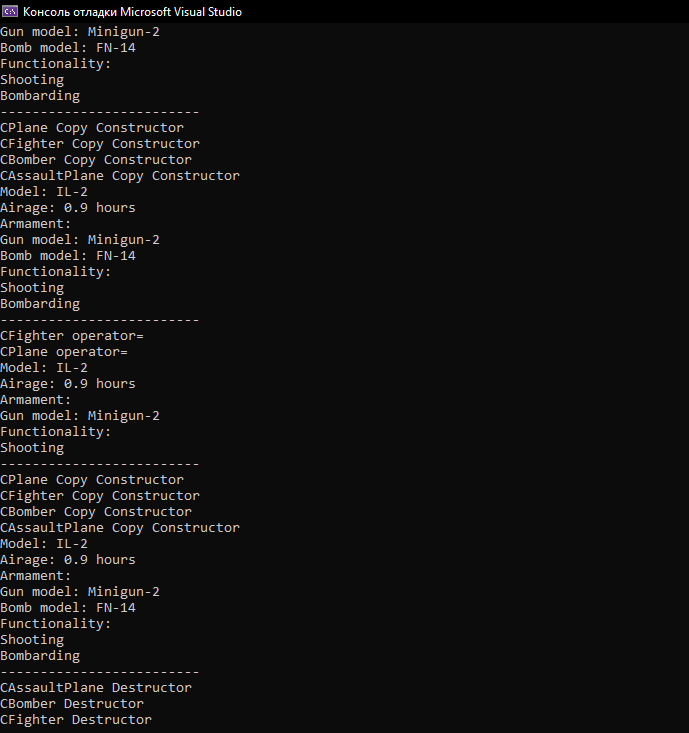 Консоль отладки Microsoft Visual Studio
Gun model: Minigun-2
Bomb model: FN-14
Functionality:
Shooting
Bombarding
-------------------------
CPlane Copy Constructor
CFighter Copy Constructor
CBomber Copy Constructor
CAssaultPlane Copy Constructor
Model: IL-2
Airage: 0.9 hours
Armament:
Gun model: Minigun-2
Bomb model: FN-14
Functionality:
Shooting
Bombarding
-------------------------
CFighter operator=
CPlane operator=
Model: IL-2
Airage: 0.9 hours
Armament:
Gun model: Minigun-2
Functionality:
Shooting
-------------------------
CPlane Copy Constructor
CFighter Copy Constructor
CBomber Copy Constructor
CAssaultPlane Copy Constructor
Model: IL-2
Airage: 0.9 hours
Armament:
Gun model: Minigun-2
Bomb model: FN-14
Functionality:
Shooting
Bombarding
-------------------------
CAssaultPlane Destructor
CBomber Destructor
CFighter Destructor